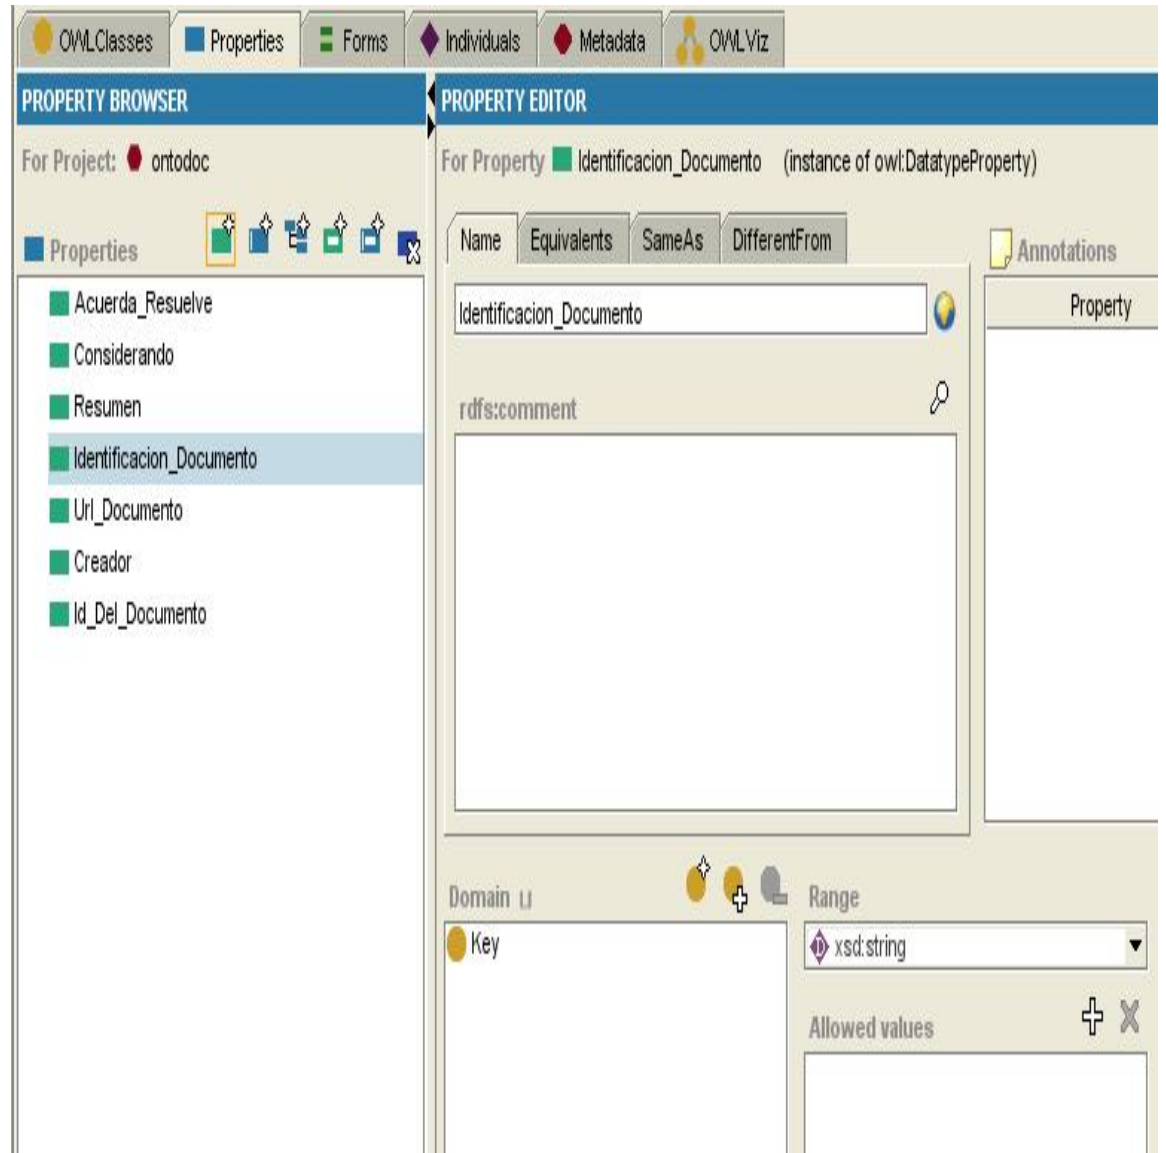 OWLClasses Properties Forms Individuals Metadata OWLViz
PROPERTY BROWSER
For Project: ontodoc
Properties
Acuerda_Resuelve
Considerando
Resumen
Identificacion_Documento
Url_Documento
Creador
Id_Del_Documento
PROPERTY EDITOR
For Property Identificacion_Documento (instance of owl:DatatypeProperty)
Name Equivalents SameAs DifferentFrom
Identificacion_Documento
rdfs:comment
Annotations
Property
Domain ⊔
Key
Range
D xsd:string
Allowed values